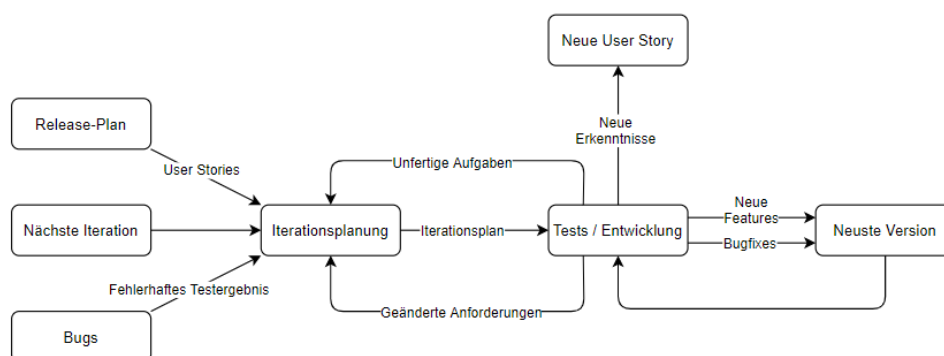 Neue User Story
Release-Plan
Neue
Erkenntnisse
Unfertige Aufgaben
User Stories
Nächste Iteration
Iterationsplanung
Iterationsplan
Tests / Entwicklung
Neue
Features
Bugfixes
Neuste Version
Fehlerhaftes Testergebnis
Geänderte Anforderungen
Bugs